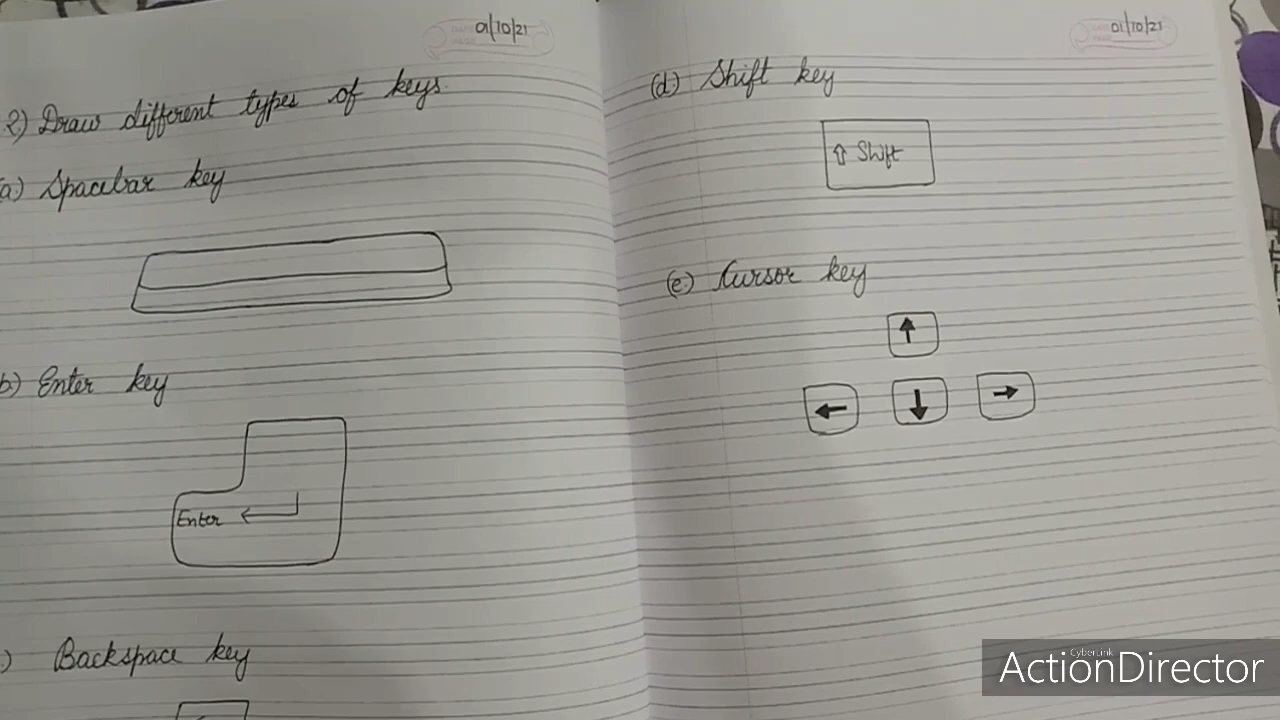 01/10/21
2) Draw different types of keys.
(a) Spacebar key
b) Enter key
Enter
) Backspace key
01/10/21
(d) Shift key
⇧ Shift
(e) Cursor key
↑
← ↓ →
CyberLink
ActionDirector